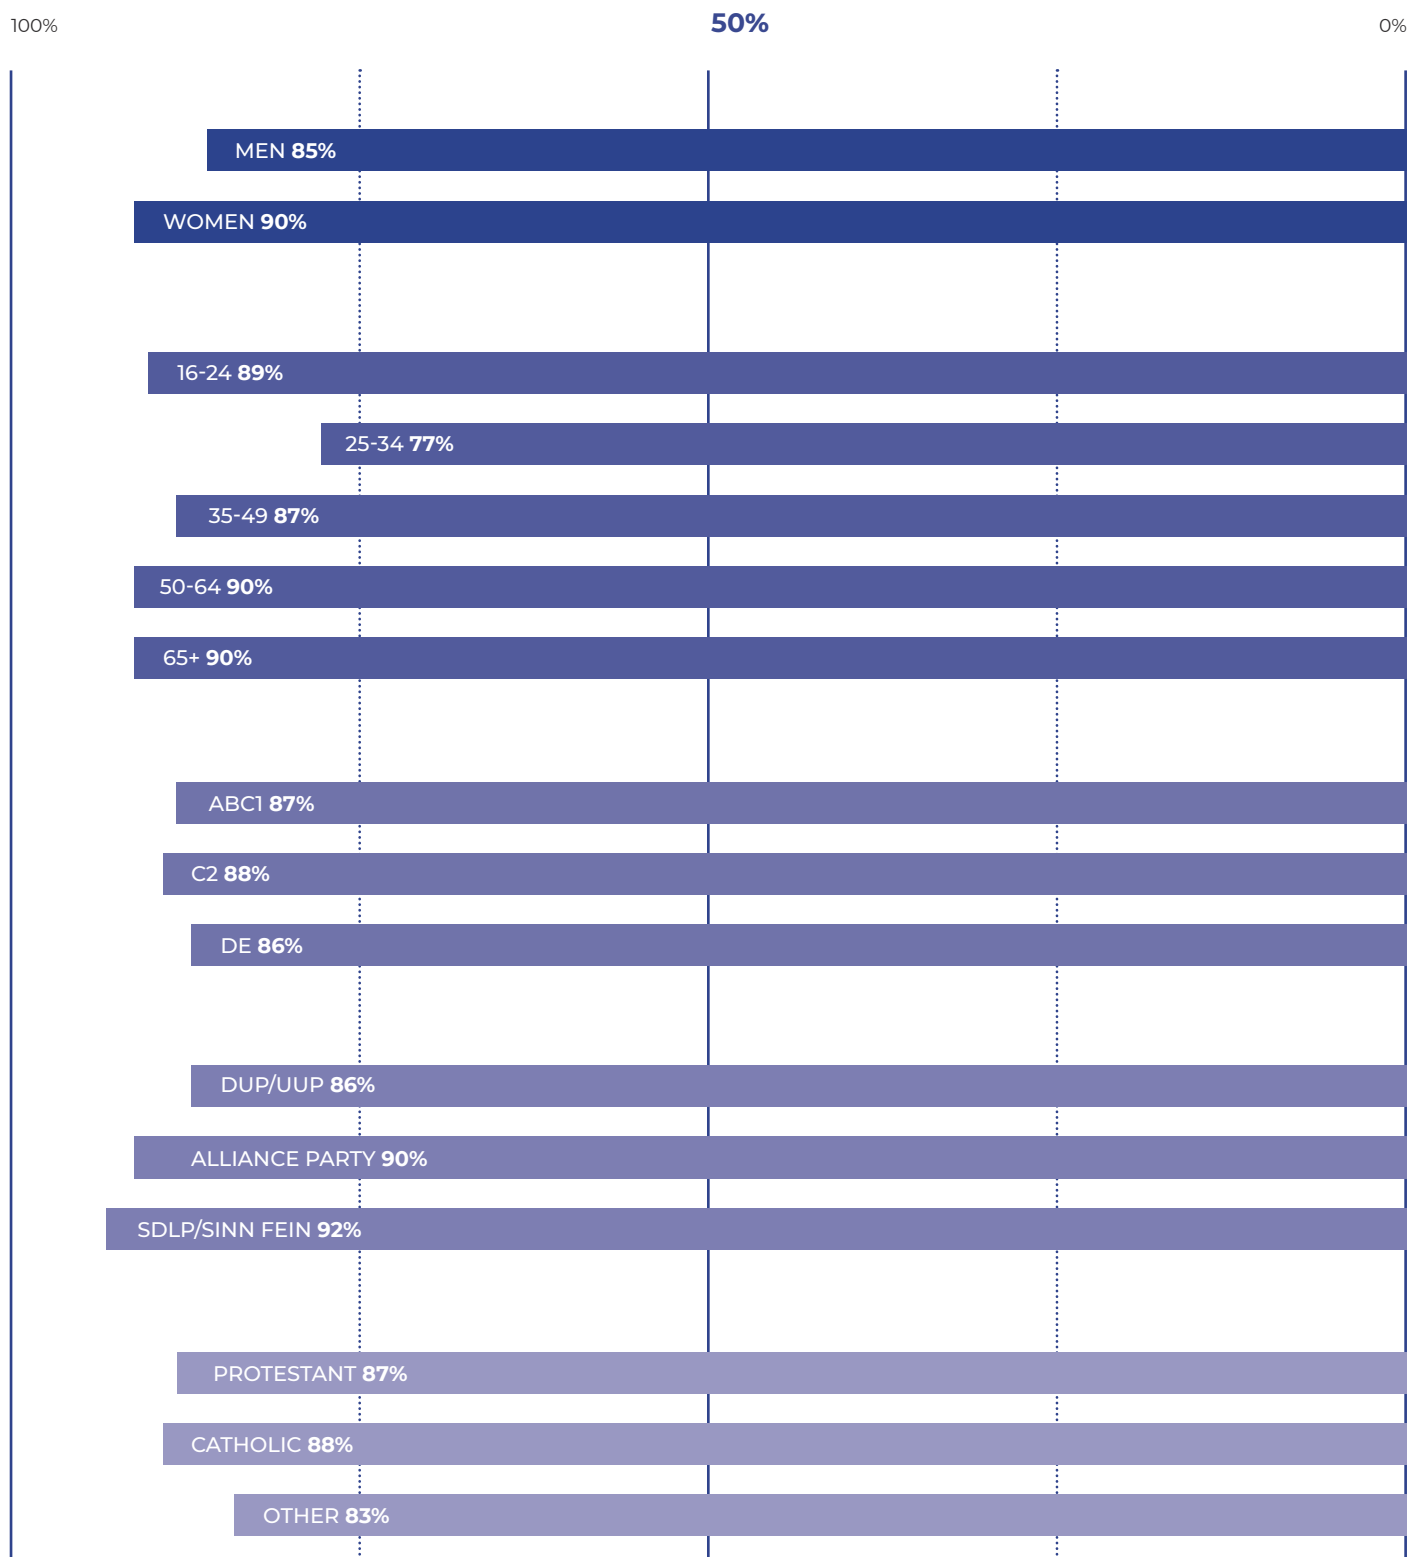 100% 50% 0%
MEN 85%
WOMEN 90%
16-24 89%
25-34 77%
35-49 87%
50-64 90%
65+ 90%
ABC1 87%
C2 88%
DE 86%
DUP/UUP 86%
ALLIANCE PARTY 90%
SDLP/SINN FEIN 92%
PROTESTANT 87%
CATHOLIC 88%
OTHER 83%